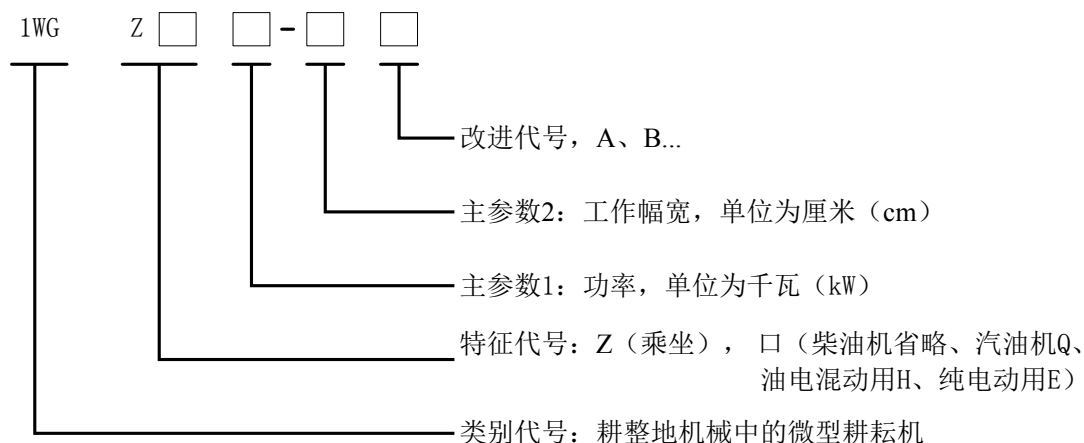 1WG Z□ □-□ □
改进代号，A、B...
主参数2：工作幅宽，单位为厘米（cm）
主参数1：功率，单位为千瓦（kW）
特征代号：Z（乘坐），口（柴油机省略、汽油机Q、
油电混动用H、纯电动用E）
类别代号：耕整地机械中的微型耕耘机